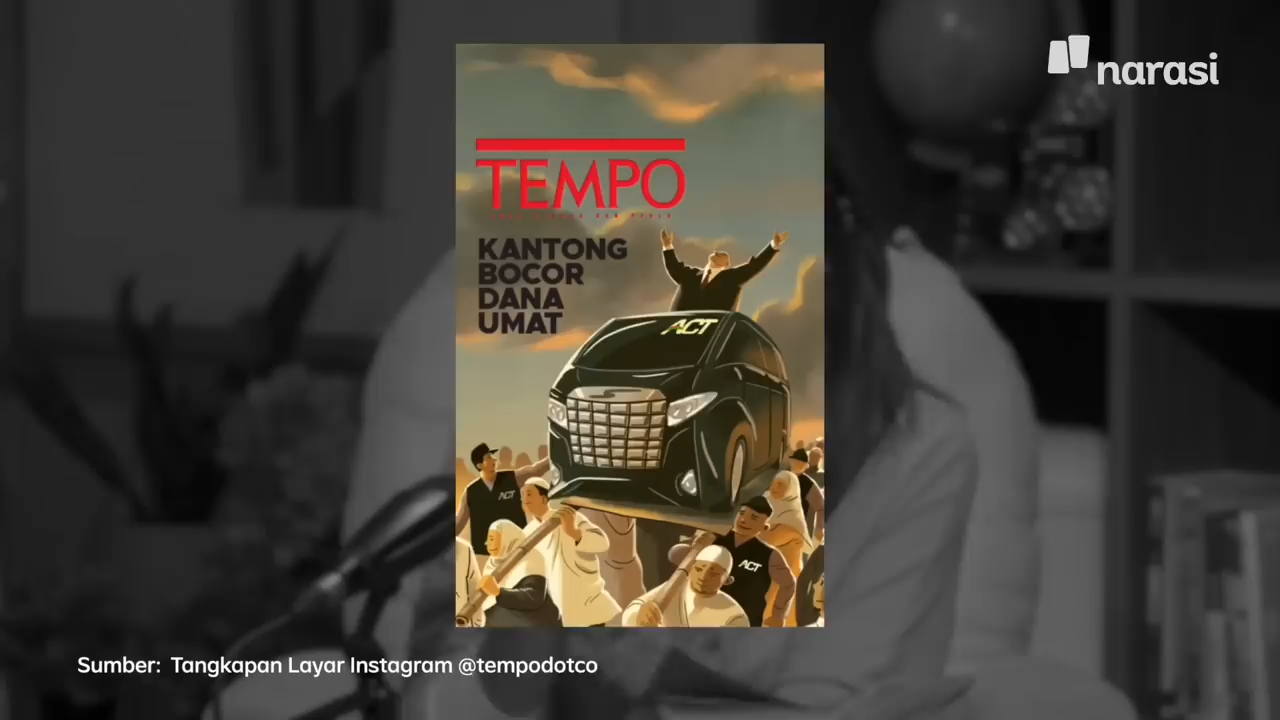 narasi
TEMPO
KANTONG
BOCOR
DANA
UMAT
ACT
ACT
ACT
Sumber: Tangkapan Layar Instagram @tempodotco